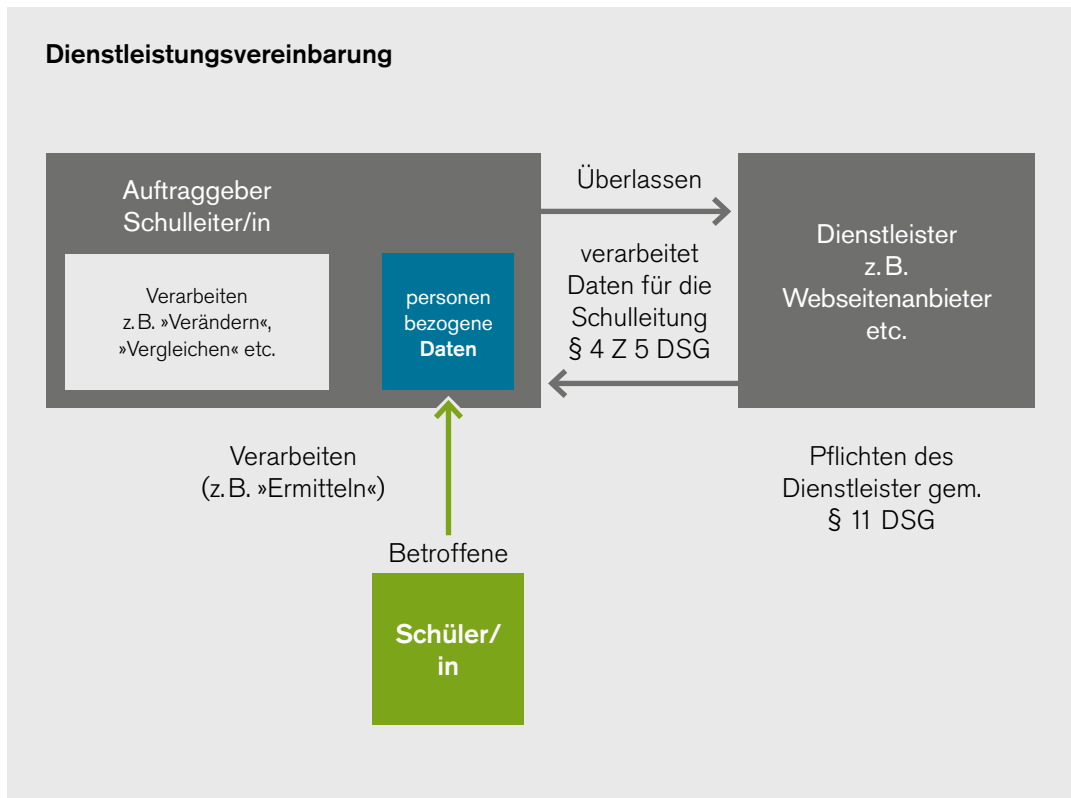 Dienstleistungsvereinbarung
Auftraggeber
Schulleiter/in
Verarbeiten
z. B. »Verändern«,
»Vergleichen« etc.
personen
bezogene
Daten
Überlassen
verarbeitet
Daten für die
Schulleitung
§ 4 Z 5 DSG
Dienstleister
z. B.
Webseitenanbieter
etc.
Verarbeiten
(z. B. »Ermitteln«)
Pflichten des
Dienstleister gem.
§ 11 DSG
Betroffene
Schüler/
in